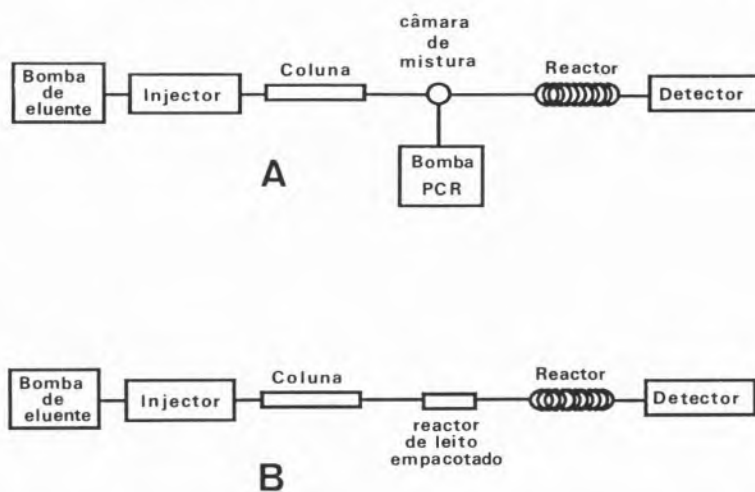 câmara
de
mistura
Bomba
de
eluente
Injector
Coluna
Reactor
Detector
Bomba
PCR
A
Bomba
de
eluente
Injector
Coluna
reactor
de leito
empacotado
Reactor
Detector
B